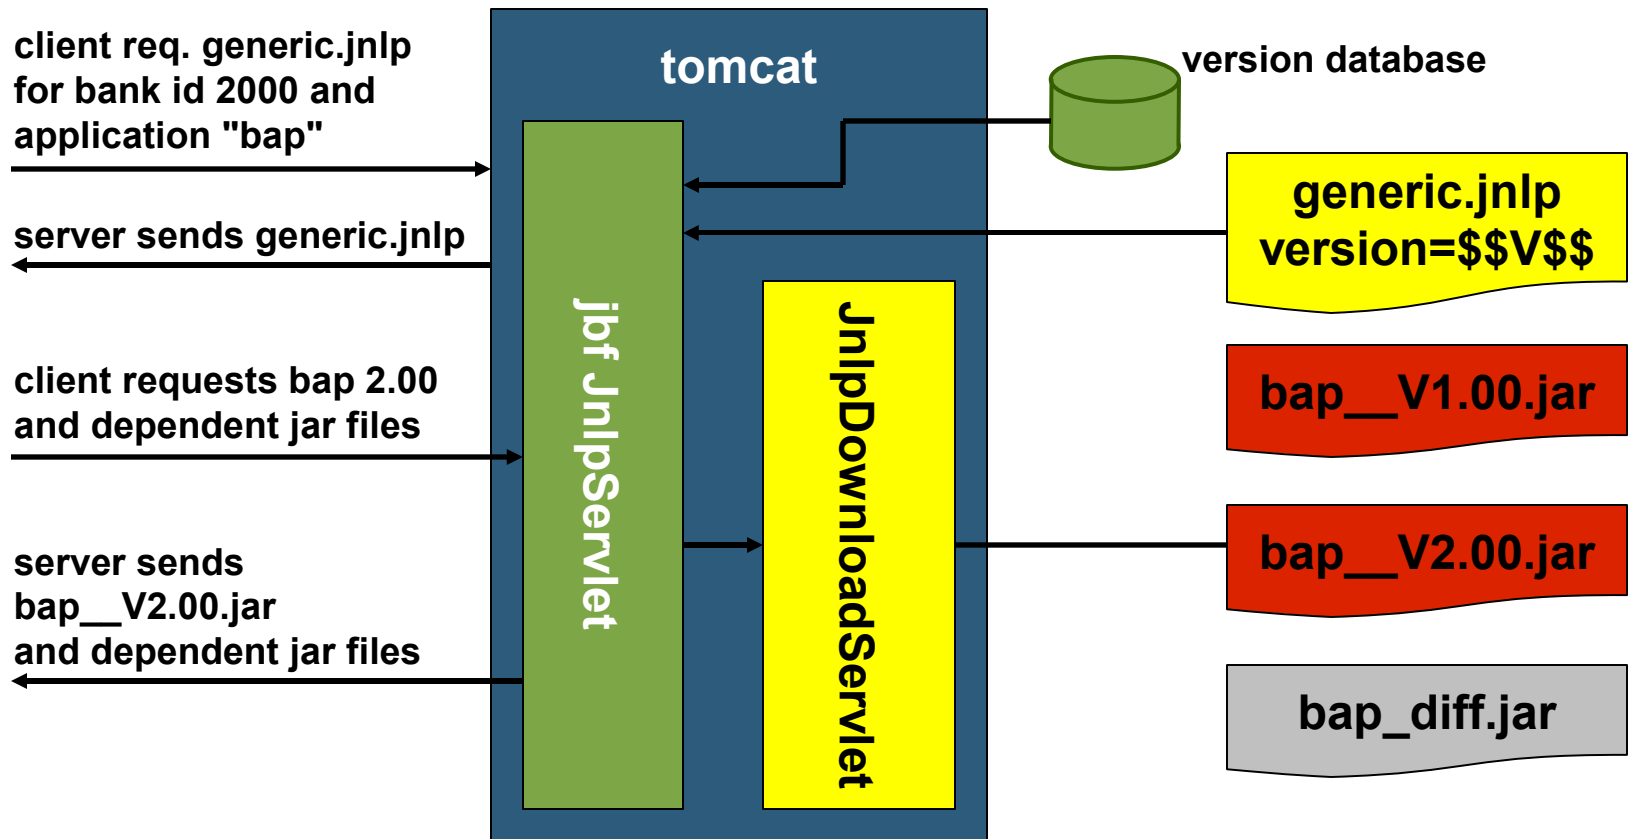 client req. generic.jnlp
for bank id 2000 and
application "bap"
server sends generic.jnlp
client requests bap 2.00
and dependent jar files
server sends
bap__V2.00.jar
and dependent jar files
tomcat
jbf JnlpServlet
JnlpDownloadServlet
version database
generic.jnlp
version=$$V$$
bap__V1.00.jar
bap__V2.00.jar
bap_diff.jar